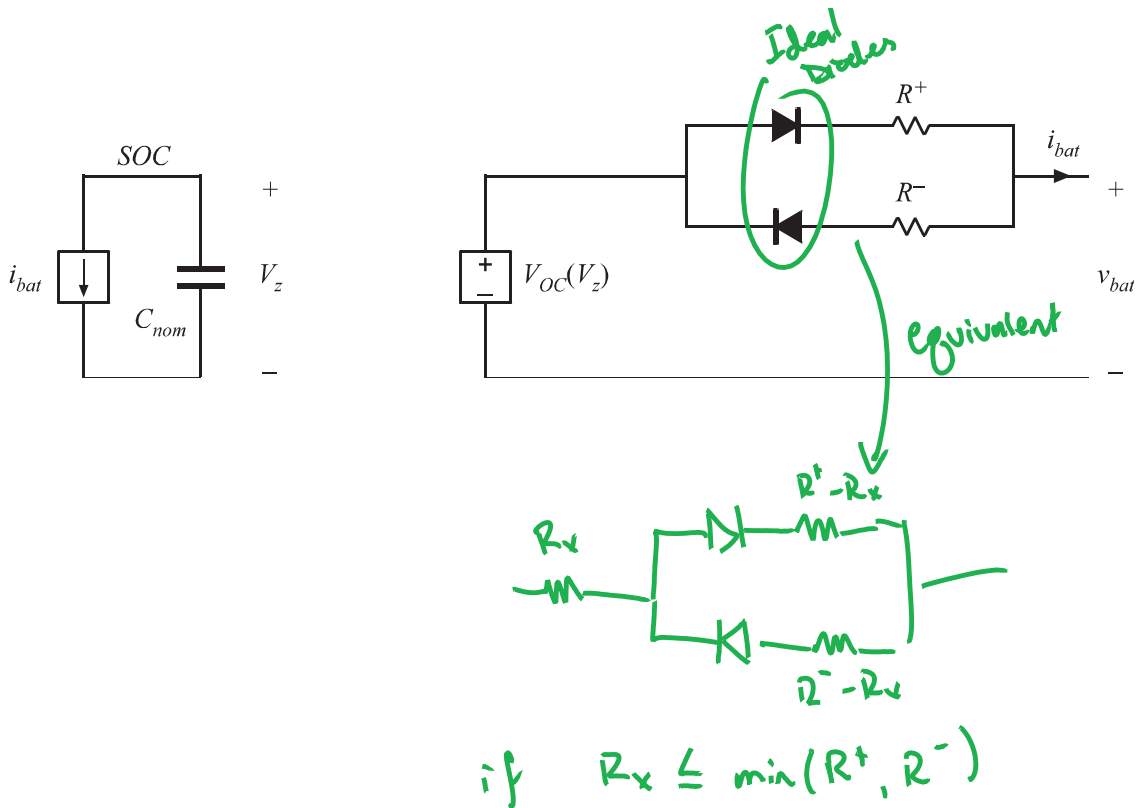 Ideal
Diodes
R⁺
SOC
i_bat
+
R⁻
+
i_bat
V_z
+
−
V_OC(V_z)
v_bat
C_nom
equivalent
−
−
R⁺-Rx
Rx
R⁻-Rx
if Rx ≤ min(R⁺, R⁻)